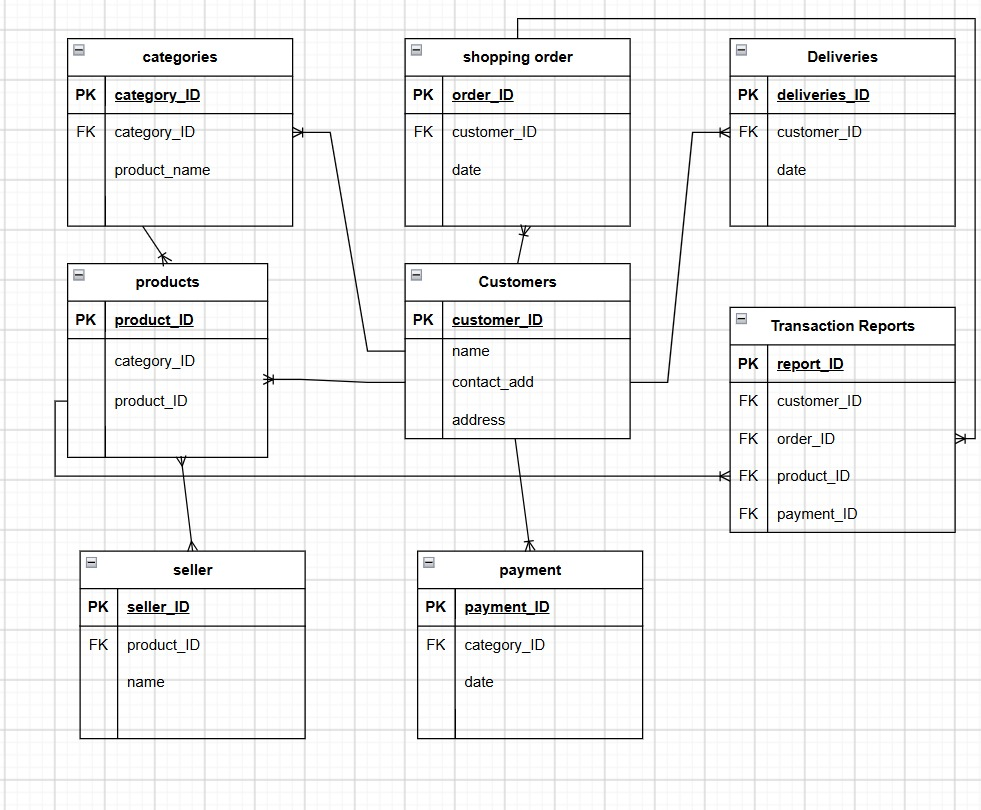 categories
PK category_ID
FK category_ID
product_name
shopping order
PK order_ID
FK customer_ID
date
Deliveries
PK deliveries_ID
FK customer_ID
date
products
PK product_ID
category_ID
product_ID
Customers
PK customer_ID
name
contact_add
address
Transaction Reports
PK report_ID
FK customer_ID
FK order_ID
FK product_ID
FK payment_ID
seller
PK seller_ID
FK product_ID
name
payment
PK payment_ID
FK category_ID
date